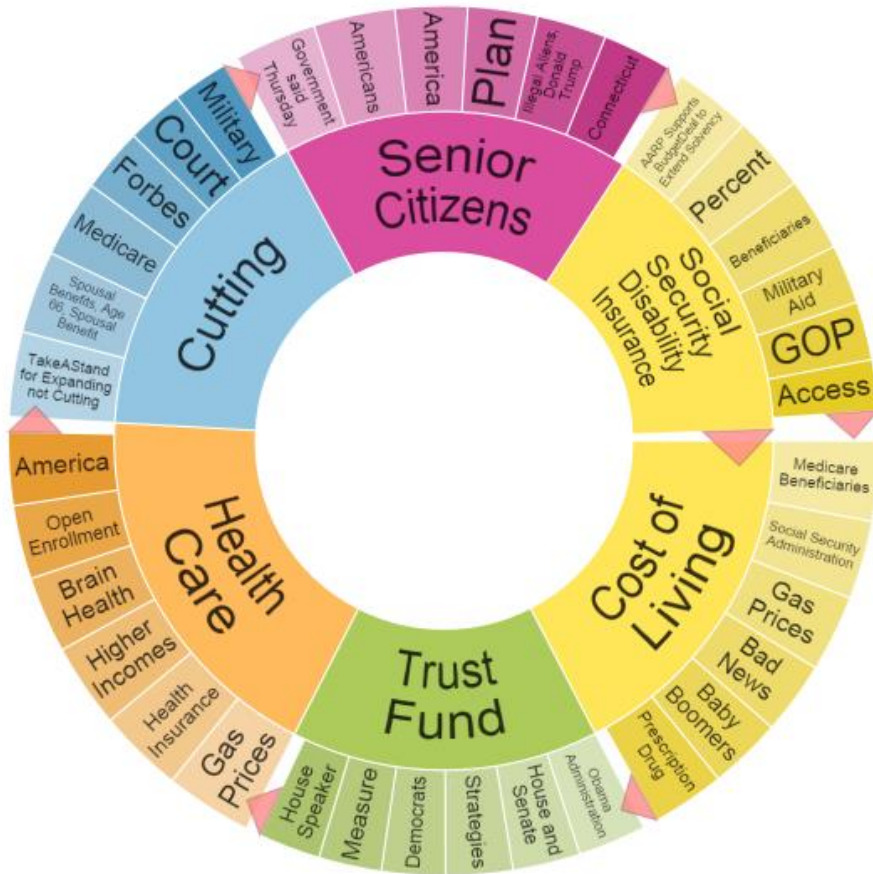 Senior
Citizens
Government
said
Thursday
Americans
America
Plan
Illegal Aliens,
Donald
Trump
Connecticut
Social
Security
Disability
Insurance
AARP Supports
BudgetDeal to
Extend Solvency
Percent
Beneficiaries
Military
Aid
GOP
Access
Cost of
Living
Medicare
Beneficiaries
Social Security
Administration
Gas
Prices
Bad
News
Baby
Boomers
Prescription
Drug
Trust
Fund
Obama
Administration
House and
Senate
Strategies
Democrats
Measure
House
Speaker
Health
Care
Gas
Prices
Health
Insurance
Higher
Incomes
Brain
Health
Open
Enrollment
America
Cutting
TakeAStand
for Expanding
not Cutting
Spousal
Benefits, Age
66, Spousal
Benefit
Medicare
Forbes
Court
Military